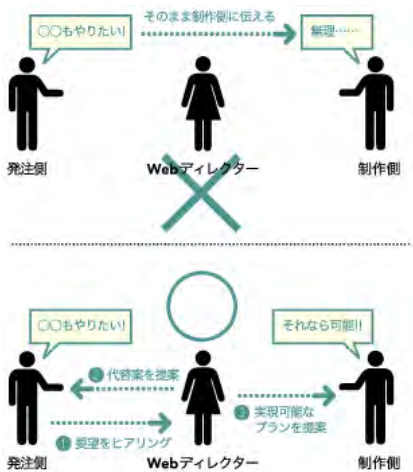 そのまま制作側に伝える
〇〇もやりたい!
無理……
発注側
Webディレクター
制作側
〇〇もやりたい!
それなら可能!!
❷ 代替案を提案
❸ 実現可能な
プランを提案
❶ 要望をヒアリング
発注側
Webディレクター
制作側